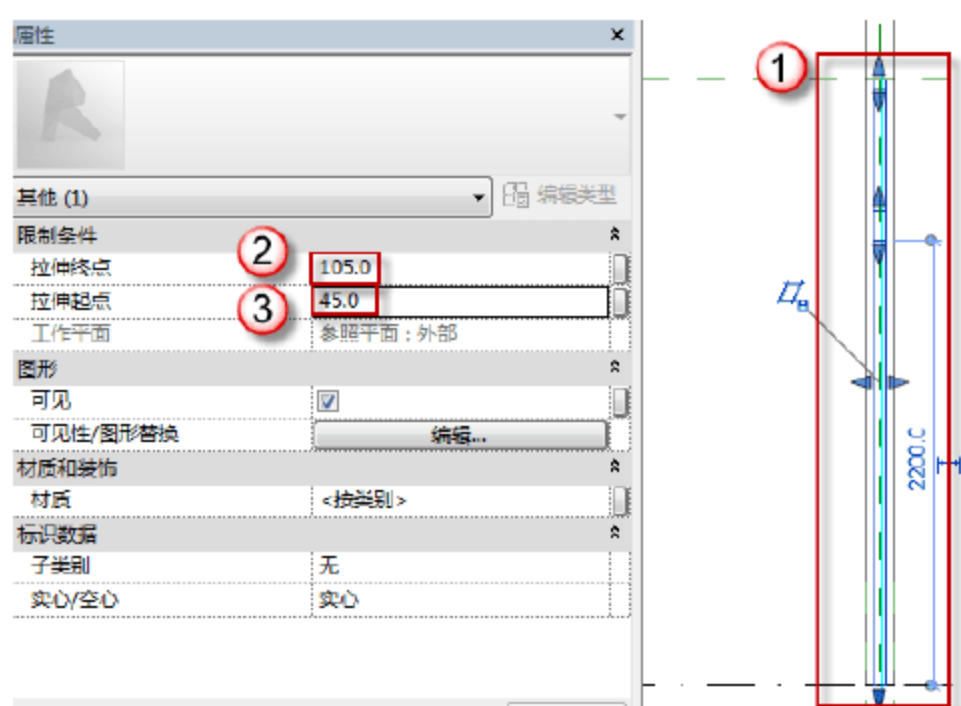 属性
其他 (1)
编辑类型
限制条件
拉伸终点
②
105.0
拉伸起点
③
45.0
工作平面
参照平面：外部
图形
可见
可见性/图形替换
编辑...
材质和装饰
材质
<按类别>
标识数据
子类别
无
实心/空心
实心
①
2200.0